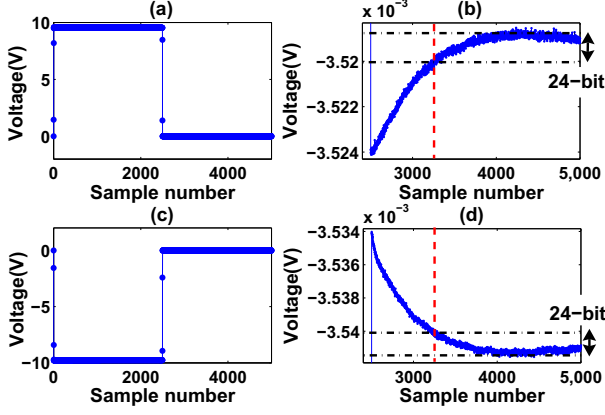 (a)
Voltage(V)
10
5
0
0 2000 4000
Sample number
(b)
x 10⁻³
Voltage(V)
−3.52
−3.522
−3.524
24−bit
3000 4000 5,000
Sample number
(c)
Voltage(V)
0
−5
−10
0 2000 4000
Sample number
(d)
x 10⁻³
Voltage(V)
−3.534
−3.536
−3.538
−3.54
24−bit
3000 4000 5,000
Sample number